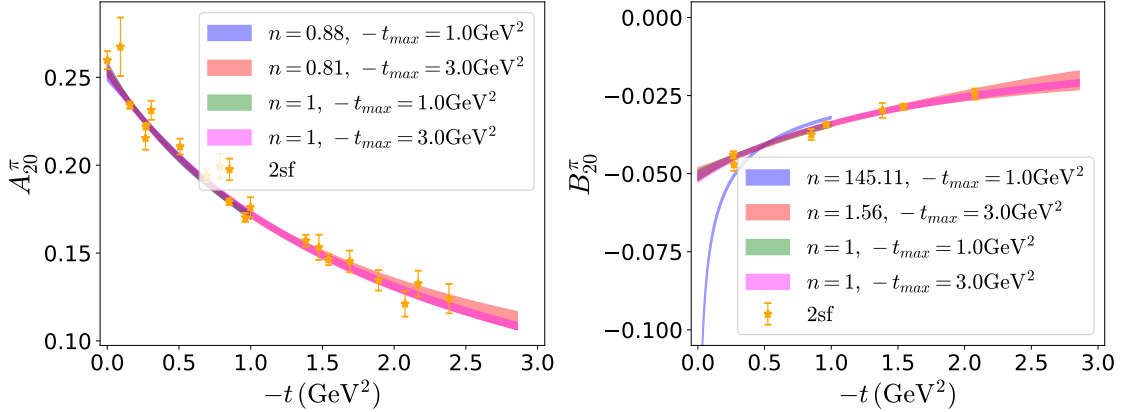 n = 0.88, −t_max = 1.0GeV²
n = 0.81, −t_max = 3.0GeV²
n = 1, −t_max = 1.0GeV²
n = 1, −t_max = 3.0GeV²
2sf
0.25
0.20
0.15
0.10
A^π_20
0.0 0.5 1.0 1.5 2.0 2.5 3.0
−t (GeV²)
0.000
−0.025
−0.050
−0.075
−0.100
B^π_20
n = 145.11, −t_max = 1.0GeV²
n = 1.56, −t_max = 3.0GeV²
n = 1, −t_max = 1.0GeV²
n = 1, −t_max = 3.0GeV²
2sf
0.0 0.5 1.0 1.5 2.0 2.5 3.0
−t (GeV²)